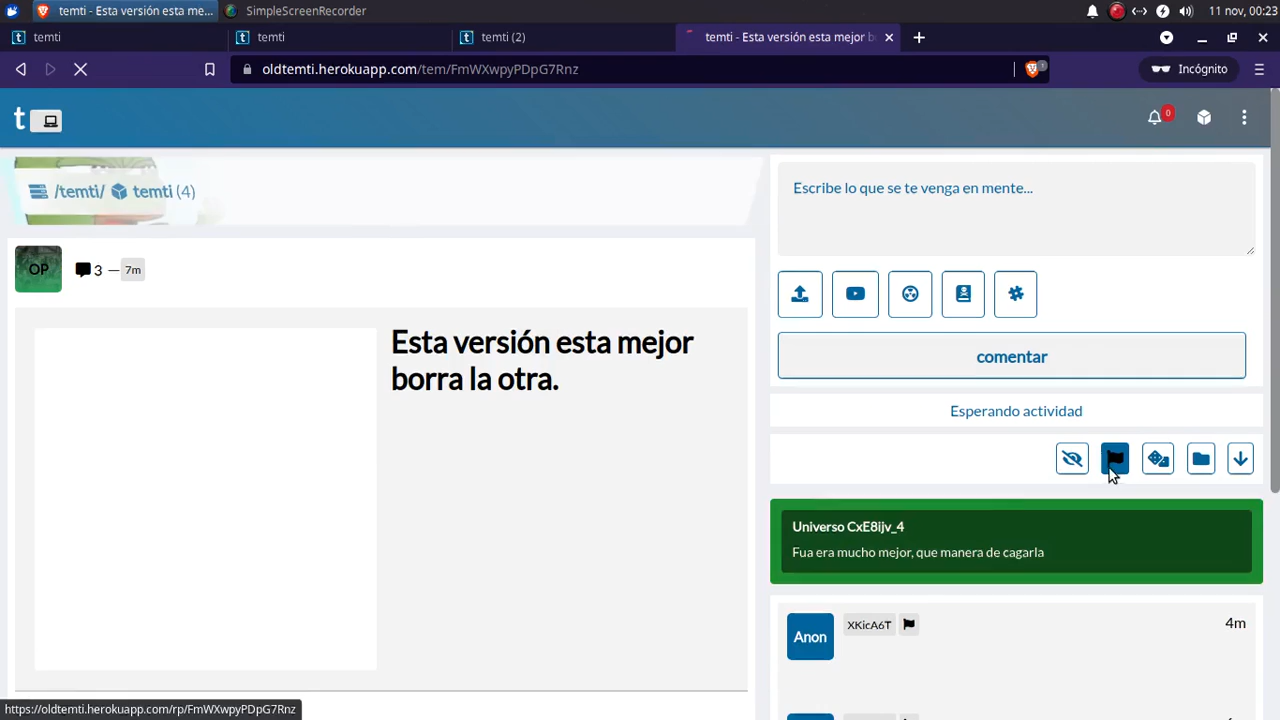 temti - Esta versión esta me...
SimpleScreenRecorder
11 nov, 00:23
temti
temti
temti (2)
temti - Esta versión esta mejor b
oldtemti.herokuapp.com/tem/FmWXwpyPDpG7Rnz
1
Incógnito
t
0
/temti/ temti (4)
Escribe lo que se te venga en mente...
OP
3 — 7m
Esta versión esta mejor
borra la otra.
comentar
Esperando actividad
Universo CxE8ijv_4
Fua era mucho mejor, que manera de cagarla
Anon
XKicA6T
4m
https://oldtemti.herokuapp.com/rp/FmWXwpyPDpG7Rnz